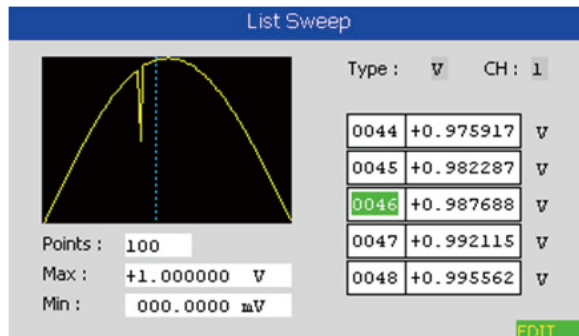 List Sweep
Type : V CH : 1
0044 +0.975917 V
0045 +0.982287 V
0046 +0.987688 V
0047 +0.992115 V
0048 +0.995562 V
Points : 100
Max : +1.000000 V
Min : 000.0000 mV
EDIT